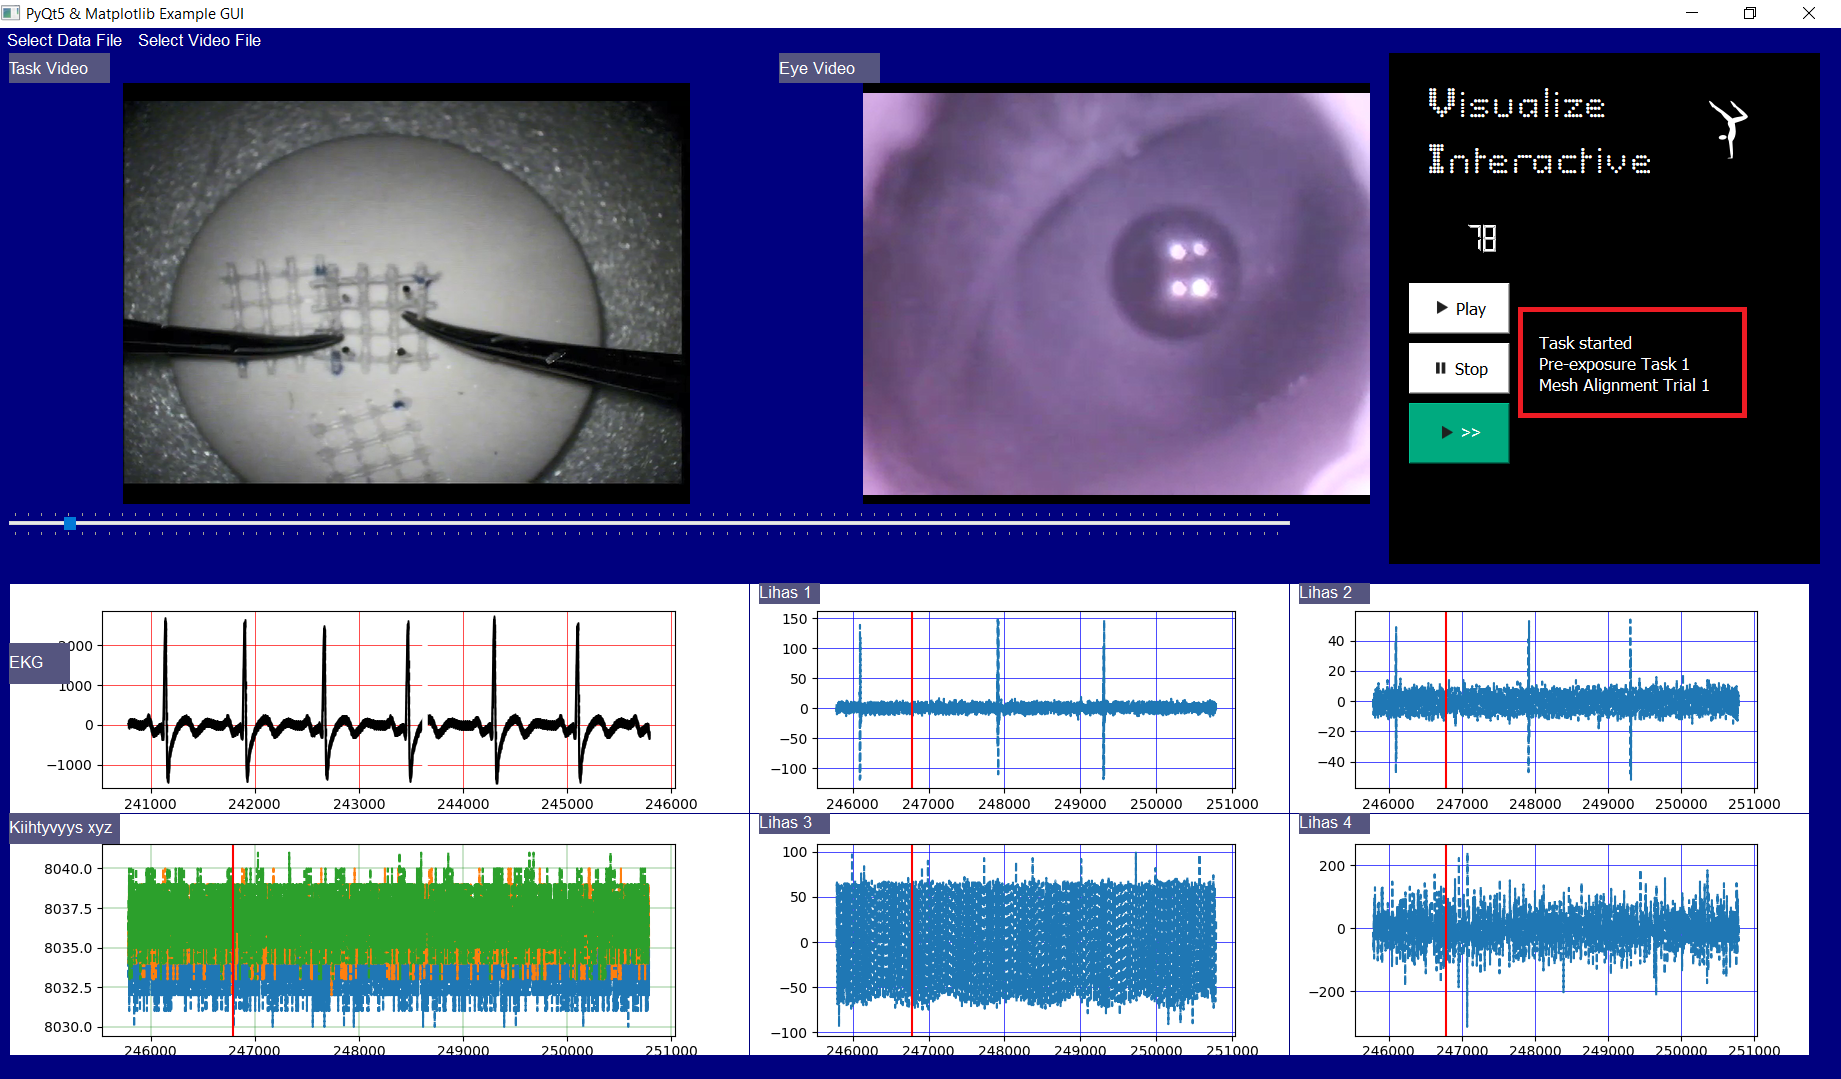 PyQt5 & Matplotlib Example GUI
Select Data File Select Video File
Task Video
Eye Video
Visualize
Interactive
78
Play
Stop
>>
Task started
Pre-exposure Task 1
Mesh Alignment Trial 1
EKG
000
1000
0
−1000
241000 242000 243000 244000 245000 246000
Lihas 1
150
100
50
0
−50
−100
246000 247000 248000 249000 250000 251000
Lihas 2
40
20
0
−20
−40
246000 247000 248000 249000 250000 251000
Kiihtyvyys xyz
8040.0
8037.5
8035.0
8032.5
8030.0
246000 247000 248000 249000 250000 251000
Lihas 3
100
50
0
−50
−100
246000 247000 248000 249000 250000 251000
Lihas 4
200
0
−200
246000 247000 248000 249000 250000 251000